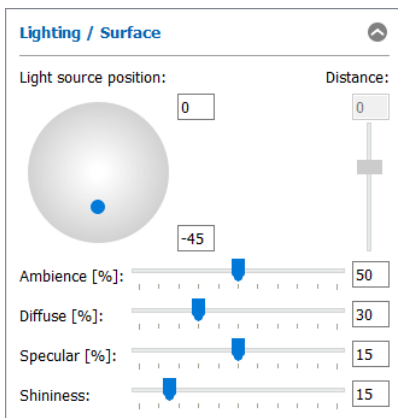 Lighting / Surface
Light source position: Distance:
0 0
-45
Ambience [%]: 50
Diffuse [%]: 30
Specular [%]: 15
Shininess: 15